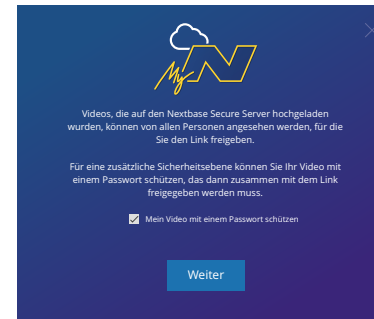 My N
Videos, die auf den Nextbase Secure Server hochgeladen
wurden, können von allen Personen angesehen werden, für die
Sie den Link freigeben.
Für eine zusätzliche Sicherheitsebene können Sie Ihr Video mit
einem Passwort schützen, das dann zusammen mit dem Link
freigegeben werden muss.
Mein Video mit einem Passwort schützen
Weiter